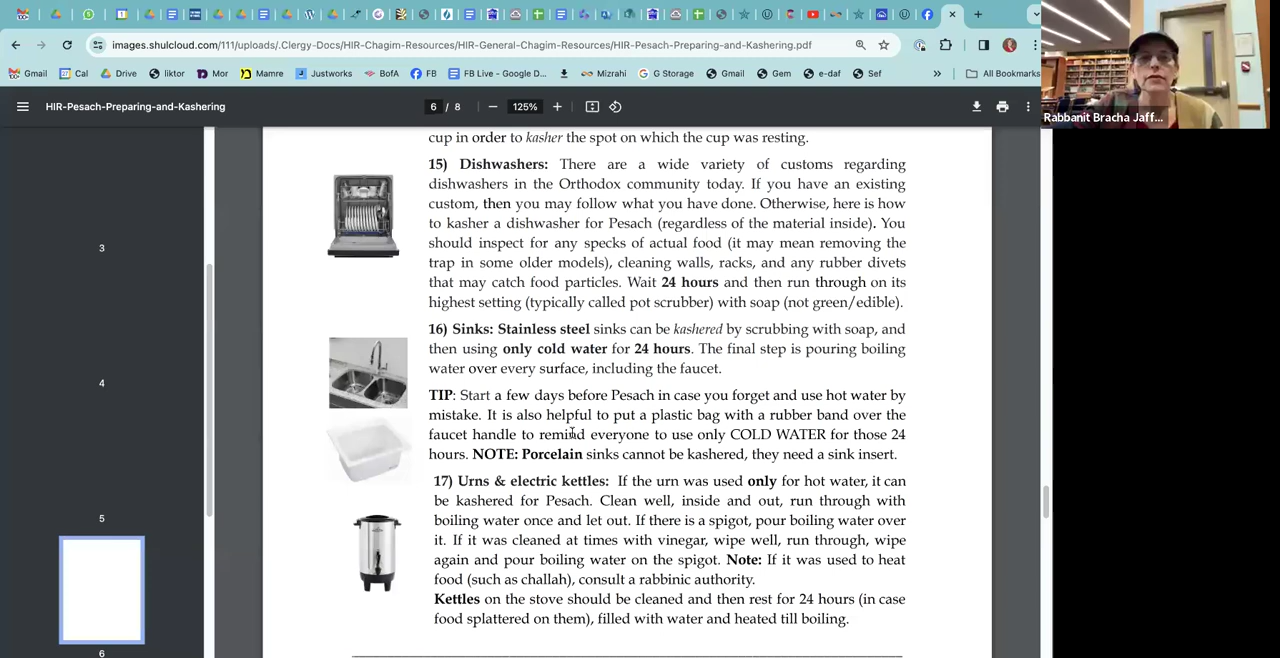 images.shulcloud.com/111/uploads/.Clergy-Docs/HIR-Chagim-Resources/HIR-General-Chagim-Resources/HIR-Pesach-Preparing-and-Kashering.pdf
Gmail Cal Drive liktor Mor Mamre Justworks BofA FB FB Live - Google D... Mizrahi G Storage Gmail Gem e-daf Sef » All Bookmarks
HIR-Pesach-Preparing-and-Kashering 6 / 8 125%
Rabbanit Bracha Jaff...
cup in order to kasher the spot on which the cup was resting.
15) Dishwashers: There are a wide variety of customs regarding
dishwashers in the Orthodox community today. If you have an existing
custom, then you may follow what you have done. Otherwise, here is how
to kasher a dishwasher for Pesach (regardless of the material inside). You
should inspect for any specks of actual food (it may mean removing the
trap in some older models), cleaning walls, racks, and any rubber divets
that may catch food particles. Wait 24 hours and then run through on its
highest setting (typically called pot scrubber) with soap (not green/edible).
16) Sinks: Stainless steel sinks can be kashered by scrubbing with soap, and
then using only cold water for 24 hours. The final step is pouring boiling
water over every surface, including the faucet.
TIP: Start a few days before Pesach in case you forget and use hot water by
mistake. It is also helpful to put a plastic bag with a rubber band over the
faucet handle to remind everyone to use only COLD WATER for those 24
hours. NOTE: Porcelain sinks cannot be kashered, they need a sink insert.
17) Urns & electric kettles: If the urn was used only for hot water, it can
be kashered for Pesach. Clean well, inside and out, run through with
boiling water once and let out. If there is a spigot, pour boiling water over
it. If it was cleaned at times with vinegar, wipe well, run through, wipe
again and pour boiling water on the spigot. Note: If it was used to heat
food (such as challah), consult a rabbinic authority.
Kettles on the stove should be cleaned and then rest for 24 hours (in case
food splattered on them), filled with water and heated till boiling.
3
4
5
6